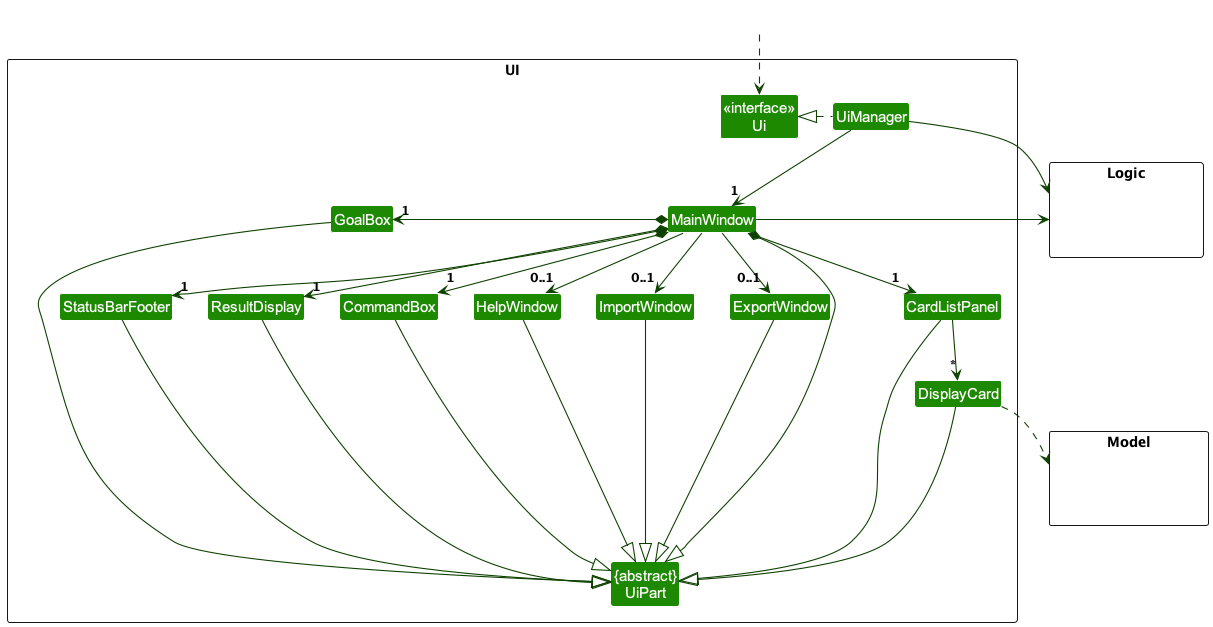 UI
«interface»
Ui
UiManager
Logic
1
GoalBox
1
MainWindow
1
1
1
0..1
0..1
0..1
1
StatusBarFooter
ResultDisplay
CommandBox
HelpWindow
ImportWindow
ExportWindow
CardListPanel
*
DisplayCard
Model
{abstract}
UiPart